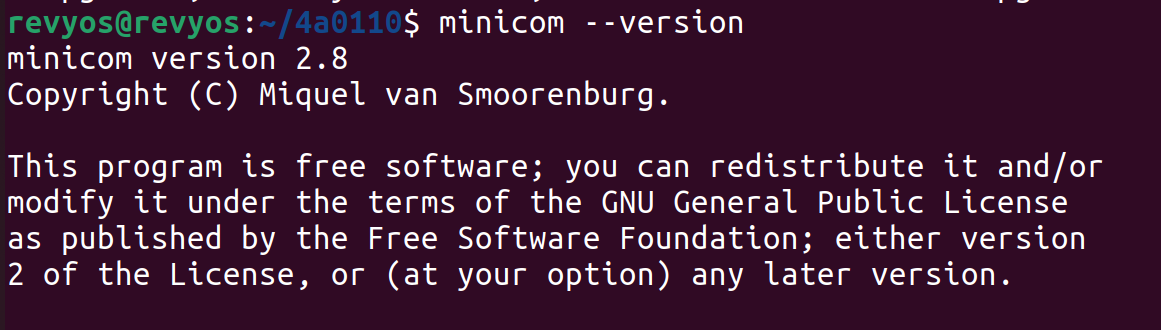 revyos@revyos:~/4a0110$ minicom --version
minicom version 2.8
Copyright (C) Miquel van Smoorenburg.
This program is free software; you can redistribute it and/or
modify it under the terms of the GNU General Public License
as published by the Free Software Foundation; either version
2 of the License, or (at your option) any later version.